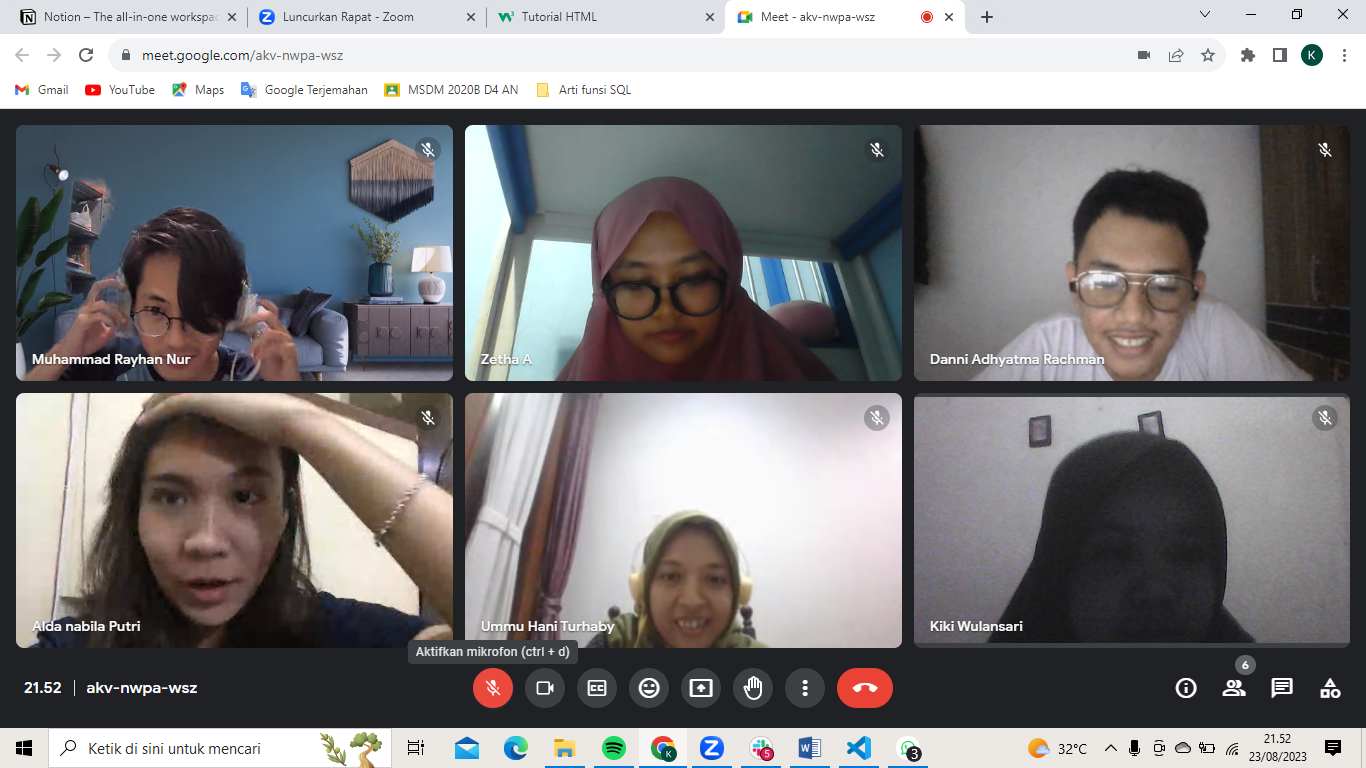 Notion – The all-in-one workspac
Luncurkan Rapat - Zoom
Tutorial HTML
Meet - akv-nwpa-wsz
meet.google.com/akv-nwpa-wsz
K
Gmail
YouTube
Maps
Google Terjemahan
MSDM 2020B D4 AN
Arti funsi SQL
Muhammad Rayhan Nur
Zetha A
Danni Adhyatma Rachman
Alda nabila Putri
Ummu Hani Turhaby
Kiki Wulansari
Aktifkan mikrofon (ctrl + d)
21.52 | akv-nwpa-wsz
6
Ketik di sini untuk mencari
K
5
3
32°C
21.52
23/08/2023